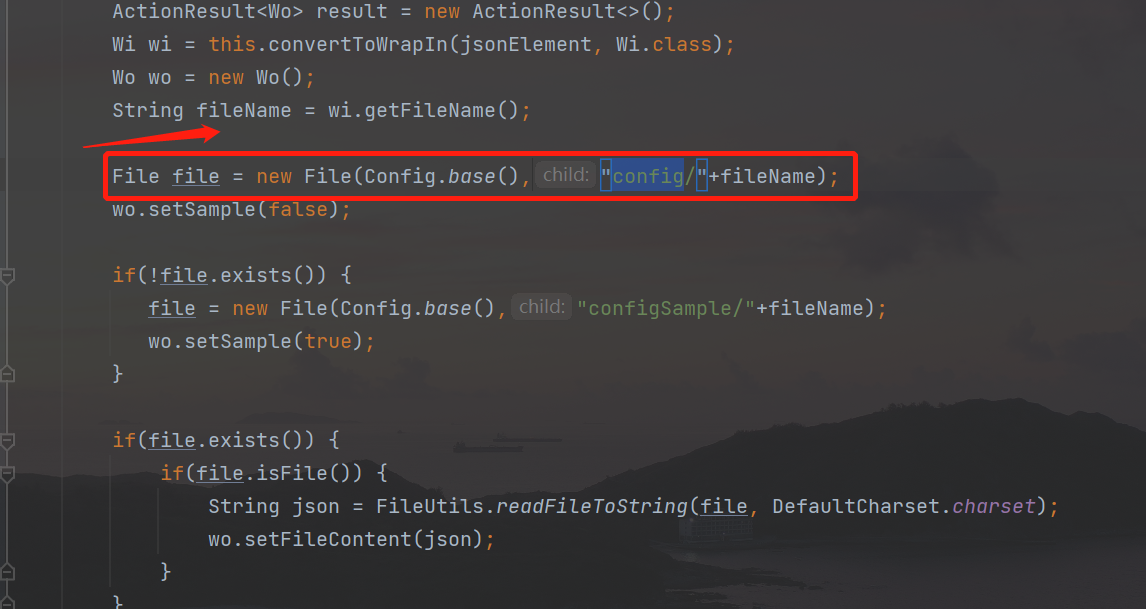 ActionResult<Wo> result = new ActionResult<>();
Wi wi = this.convertToWrapIn(jsonElement, Wi.class);
Wo wo = new Wo();
String fileName = wi.getFileName();
File file = new File(Config.base(), child: "config/"+fileName);
wo.setSample(false);
if(!file.exists()) {
file = new File(Config.base(), child: "configSample/"+fileName);
wo.setSample(true);
}
if(file.exists()) {
if(file.isFile()) {
String json = FileUtils.readFileToString(file, DefaultCharset.charset);
wo.setFileContent(json);
}
}